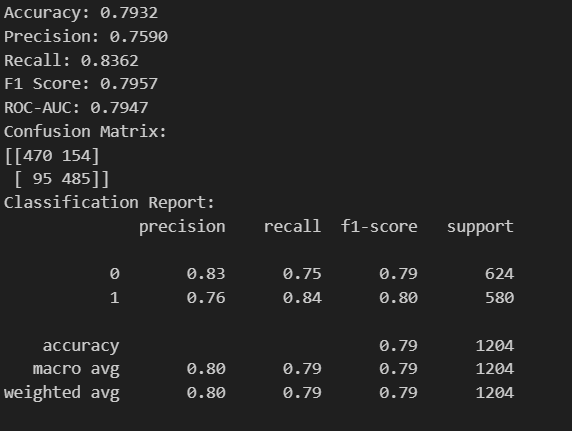 Accuracy: 0.7932
Precision: 0.7590
Recall: 0.8362
F1 Score: 0.7957
ROC-AUC: 0.7947
Confusion Matrix:
[[470 154]
 [ 95 485]]
Classification Report:
              precision    recall  f1-score   support

           0       0.83      0.75      0.79       624
           1       0.76      0.84      0.80       580

    accuracy                           0.79      1204
   macro avg       0.80      0.79      0.79      1204
weighted avg       0.80      0.79      0.79      1204